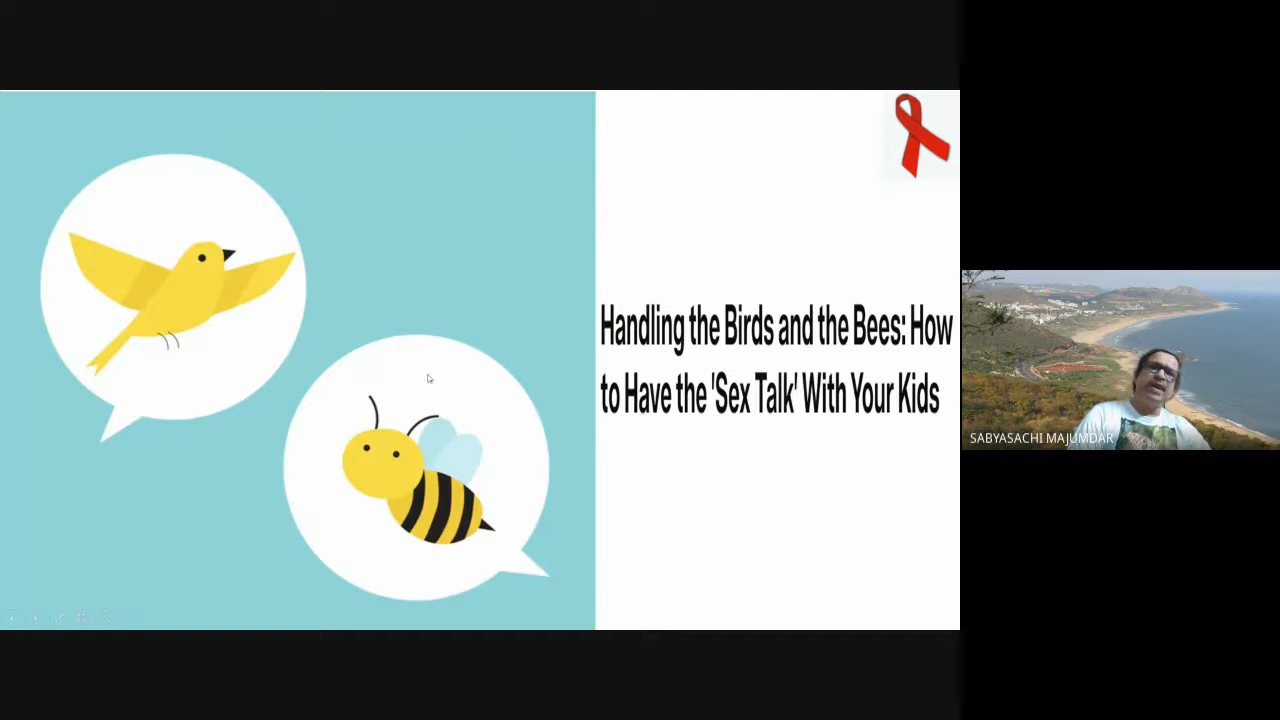 Handling the Birds and the Bees: How
to Have the 'Sex Talk' With Your Kids
SABYASACHI MAJUMDAR